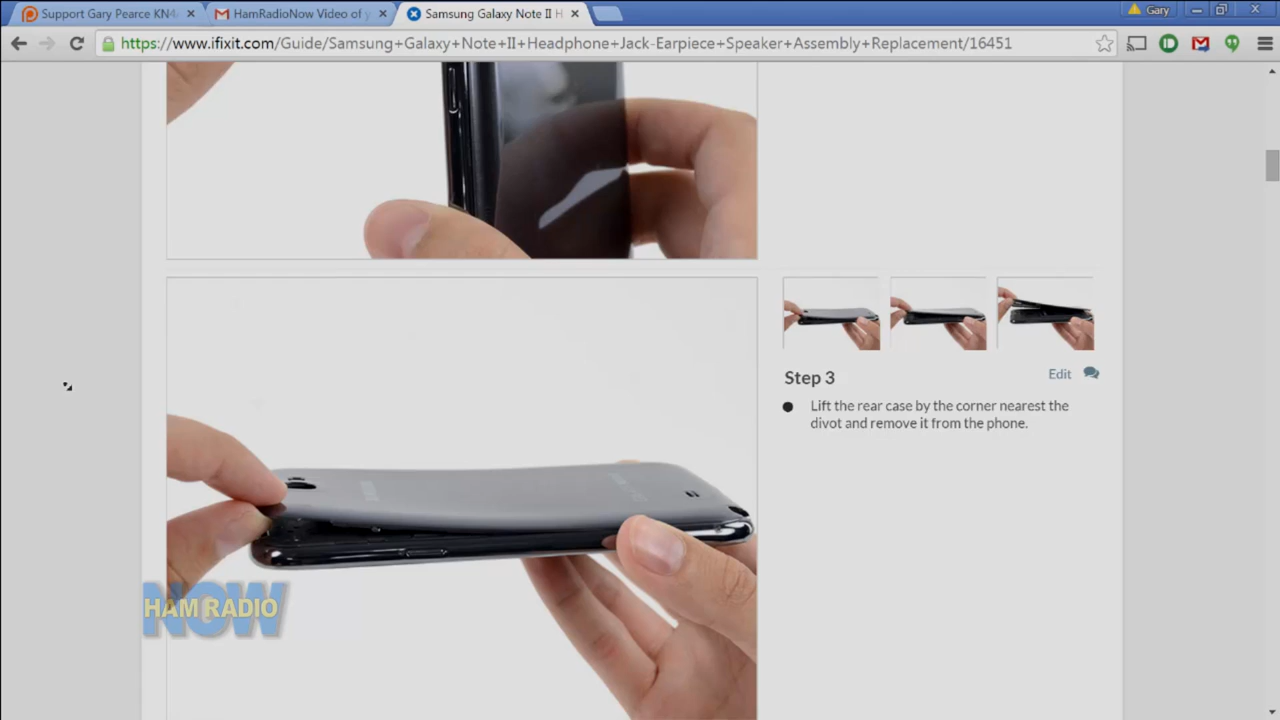 Support Gary Pearce KN4
HamRadioNow Video of y
Samsung Galaxy Note II H
Gary
https://www.ifixit.com/Guide/Samsung+Galaxy+Note+II+Headphone+Jack-Earpiece+Speaker+Assembly+Replacement/16451
Step 3
Edit
Lift the rear case by the corner nearest the
divot and remove it from the phone.
NOW
HAM RADIO